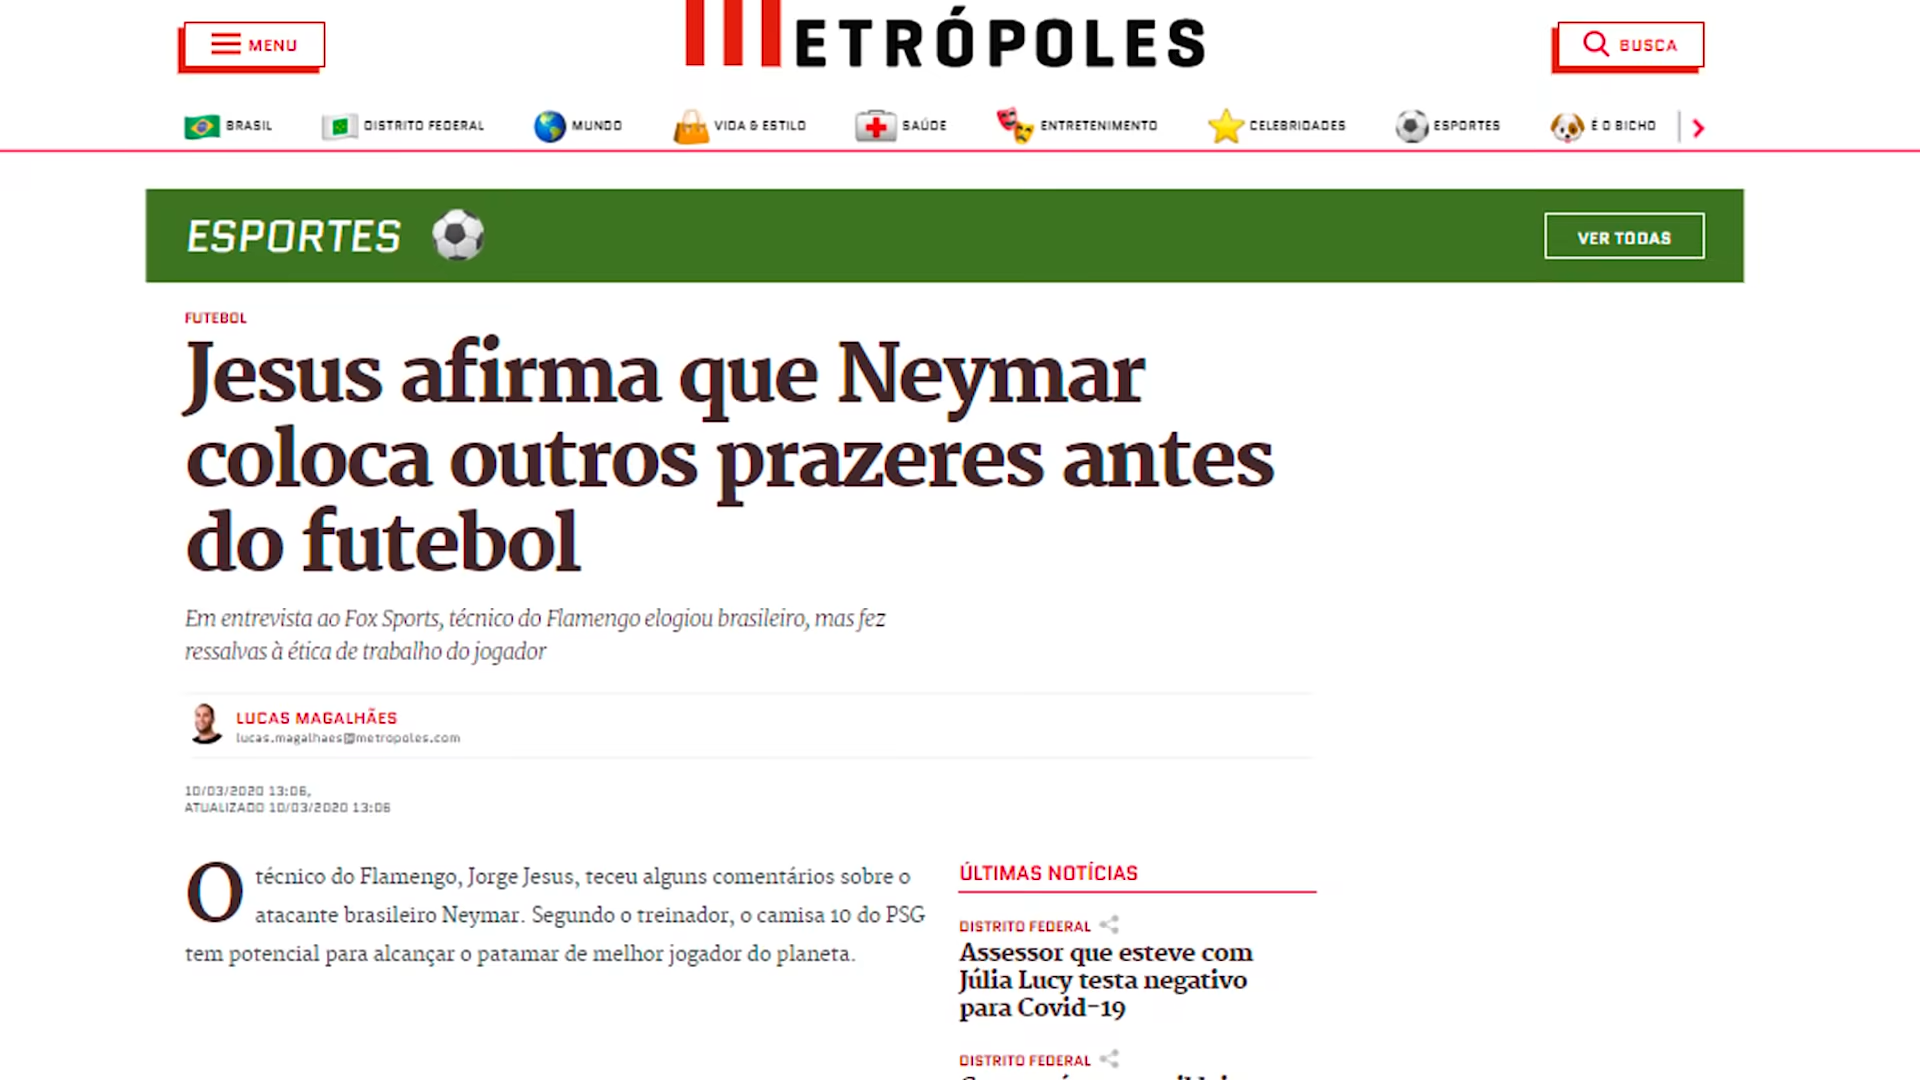 MENU
METRÓPOLES
BUSCA
BRASIL
DISTRITO FEDERAL
MUNDO
VIDA & ESTILO
SAÚDE
ENTRETENIMENTO
CELEBRIDADES
ESPORTES
É O BICHO
ESPORTES
VER TODAS
FUTEBOL
Jesus afirma que Neymar
coloca outros prazeres antes
do futebol
Em entrevista ao Fox Sports, técnico do Flamengo elogiou brasileiro, mas fez
ressalvas à ética de trabalho do jogador
LUCAS MAGALHÃES
lucas.magalhaes@metropoles.com
10/03/2020 13:06,
ATUALIZADO 10/03/2020 13:06
O técnico do Flamengo, Jorge Jesus, teceu alguns comentários sobre o
atacante brasileiro Neymar. Segundo o treinador, o camisa 10 do PSG
tem potencial para alcançar o patamar de melhor jogador do planeta.
ÚLTIMAS NOTÍCIAS
DISTRITO FEDERAL
Assessor que esteve com
Júlia Lucy testa negativo
para Covid-19
DISTRITO FEDERAL